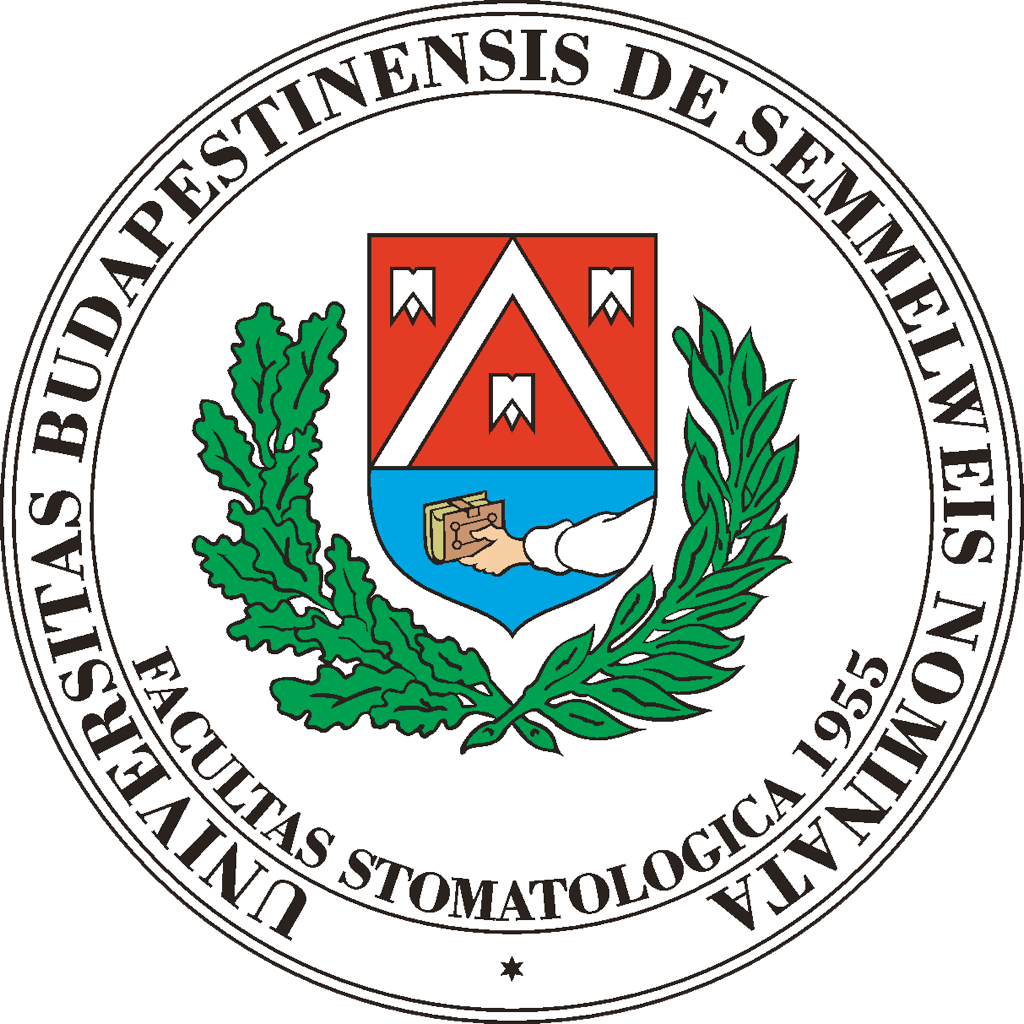 UNIVERSITAS BUDAPESTINENSIS DE SEMMELWEIS NOMINATA
FACULTAS STOMATOLOGICA 1955